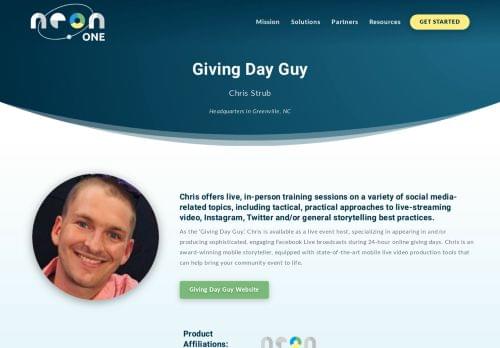 neon ONE
Mission Solutions Partners Resources GET STARTED
Giving Day Guy
Chris Strub
Headquarters in Greenville, NC
Chris offers live, in-person training sessions on a variety of social media-
related topics, including tactical, practical approaches to live-streaming
video, Instagram, Twitter and/or general storytelling best practices.
As the 'Giving Day Guy,' Chris is available as a live event host, specializing in appearing in and/or
producing sophisticated, engaging Facebook Live broadcasts during 24-hour online giving days. Chris is an
award-winning mobile storyteller, equipped with state-of-the-art mobile live video production tools that
can help bring your community event to life.
Giving Day Guy Website
Product
Affiliations:
neon